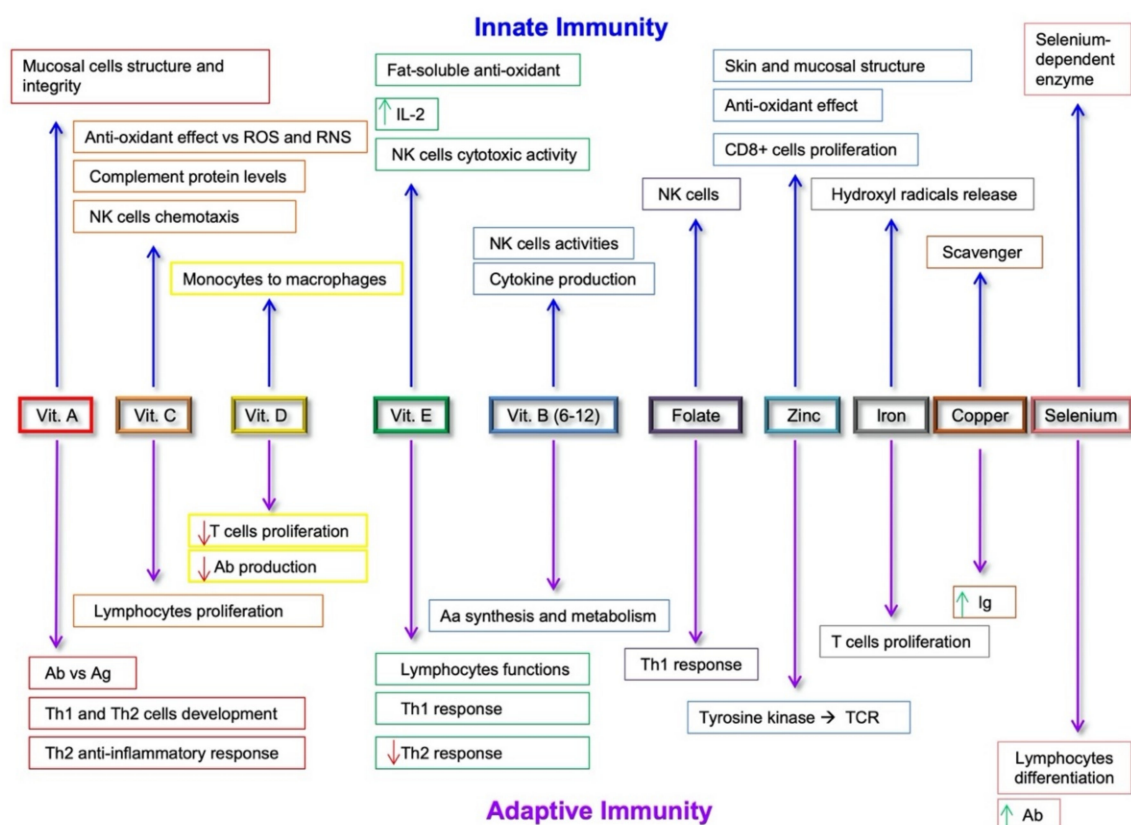 Innate Immunity
Mucosal cells structure and
integrity
Anti-oxidant effect vs ROS and RNS
Complement protein levels
NK cells chemotaxis
Monocytes to macrophages
Fat-soluble anti-oxidant
↑ IL-2
NK cells cytotoxic activity
NK cells activities
Cytokine production
NK cells
Skin and mucosal structure
Anti-oxidant effect
CD8+ cells proliferation
Hydroxyl radicals release
Scavenger
Selenium-
dependent
enzyme
Vit. A
Vit. C
Vit. D
Vit. E
Vit. B (6-12)
Folate
Zinc
Iron
Copper
Selenium
Ab vs Ag
Th1 and Th2 cells development
Th2 anti-inflammatory response
Lymphocytes proliferation
↓T cells proliferation
↓ Ab production
Lymphocytes functions
Th1 response
↓Th2 response
Aa synthesis and metabolism
Th1 response
Tyrosine kinase → TCR
T cells proliferation
↑ Ig
Lymphocytes
differentiation
↑ Ab
Adaptive Immunity